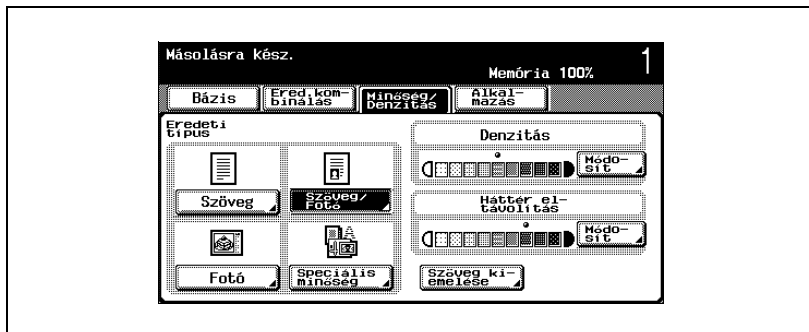 Másolásra kész.
Memória 100%
1
Bázis
Ered.kom-
binálás
Minőség/
Denzitás
Alkal-
mazás
Eredeti
típus
Denzitás
Módo-
sít
Szöveg
Szöveg/
Fotó
Háttér el-
távolítás
Módo-
sít
Fotó
Speciális
minőség
Szöveg ki-
emelése